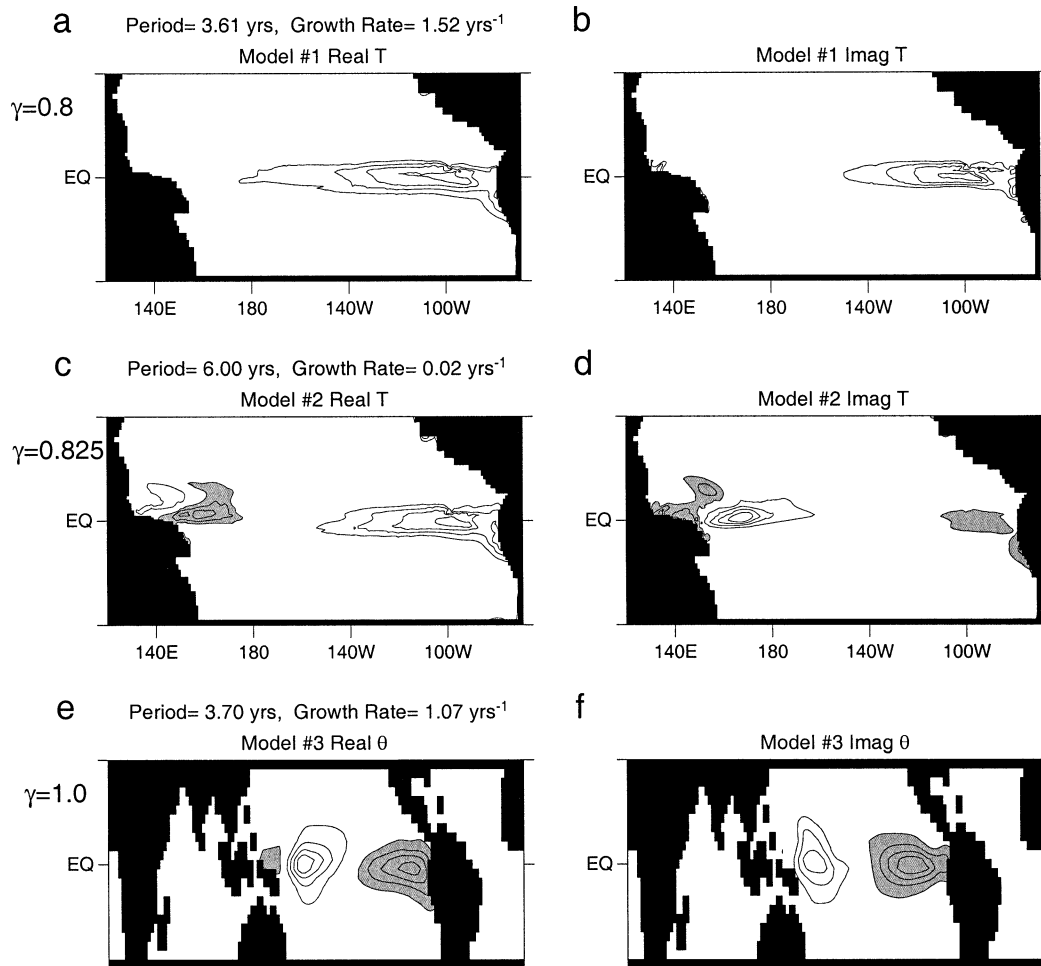 a Period= 3.61 yrs, Growth Rate= 1.52 yrs-1
Model #1 Real T
b
Model #1 Imag T
γ=0.8
EQ
EQ
140E 180 140W 100W
140E 180 140W 100W
c Period= 6.00 yrs, Growth Rate= 0.02 yrs-1
Model #2 Real T
d
Model #2 Imag T
γ=0.825
EQ
EQ
140E 180 140W 100W
140E 180 140W 100W
e Period= 3.70 yrs, Growth Rate= 1.07 yrs-1
Model #3 Real θ
f
Model #3 Imag θ
γ=1.0
EQ
EQ